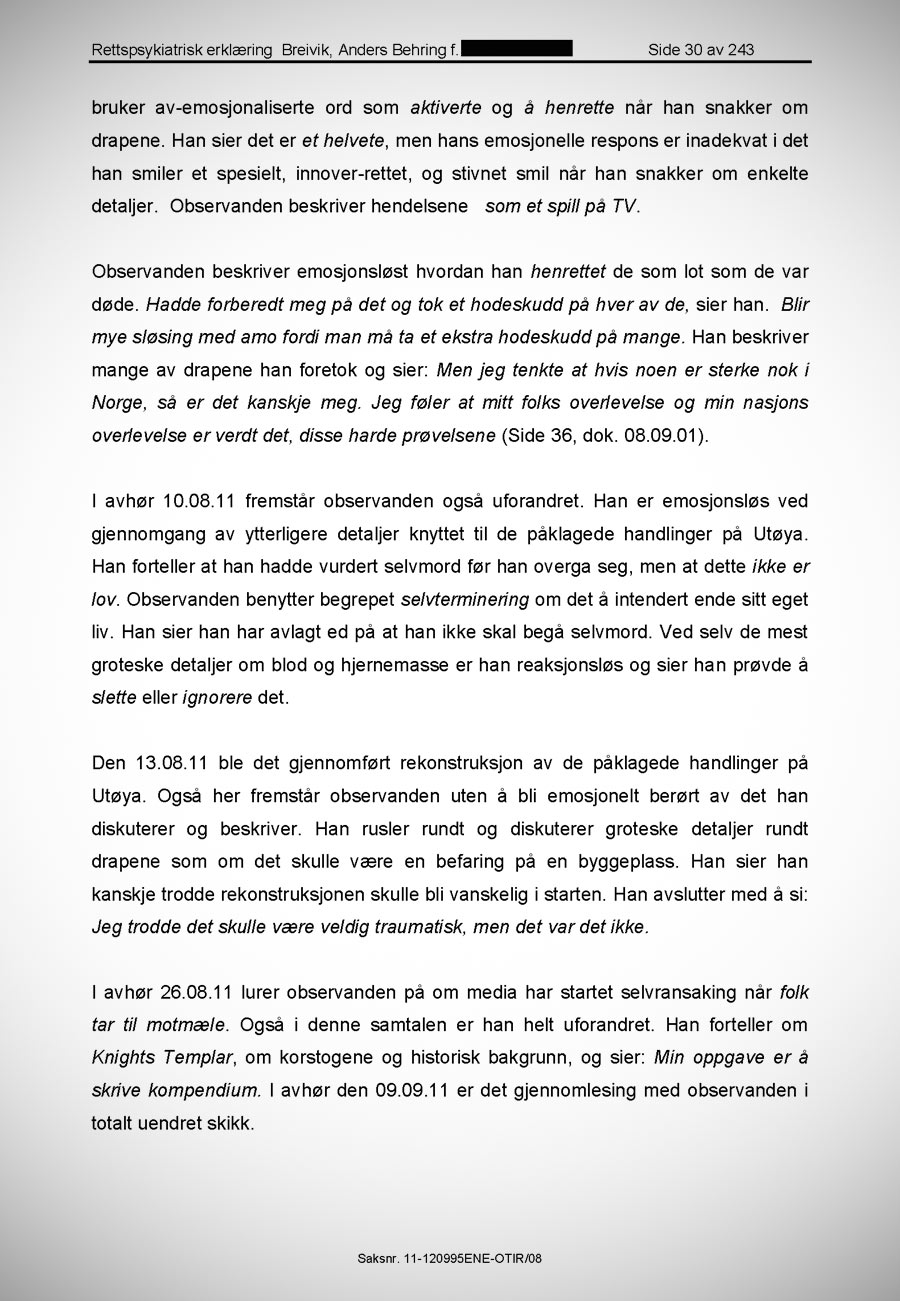 Rettspsykiatrisk erklæring Breivik, Anders Behring f. Side 30 av 243
bruker av-emosjonaliserte ord som aktiverte og å henrette når han snakker om
drapene. Han sier det er et helvete, men hans emosjonelle respons er inadekvat i det
han smiler et spesielt, innover-rettet, og stivnet smil når han snakker om enkelte
detaljer. Observanden beskriver hendelsene som et spill på TV.
Observanden beskriver emosjonsløst hvordan han henrettet de som lot som de var
døde. Hadde forberedt meg på det og tok et hodeskudd på hver av de, sier han. Blir
mye sløsing med amo fordi man må ta et ekstra hodeskudd på mange. Han beskriver
mange av drapene han foretok og sier: Men jeg tenkte at hvis noen er sterke nok i
Norge, så er det kanskje meg. Jeg føler at mitt folks overlevelse og min nasjons
overlevelse er verdt det, disse harde prøvelsene (Side 36, dok. 08.09.01).
I avhør 10.08.11 fremstår observanden også uforandret. Han er emosjonsløs ved
gjennomgang av ytterligere detaljer knyttet til de påklagede handlinger på Utøya.
Han forteller at han hadde vurdert selvmord før han overga seg, men at dette ikke er
lov. Observanden benytter begrepet selvterminering om det å intendert ende sitt eget
liv. Han sier han har avlagt ed på at han ikke skal begå selvmord. Ved selv de mest
groteske detaljer om blod og hjernemasse er han reaksjonsløs og sier han prøvde å
slette eller ignorere det.
Den 13.08.11 ble det gjennomført rekonstruksjon av de påklagede handlinger på
Utøya. Også her fremstår observanden uten å bli emosjonelt berørt av det han
diskuterer og beskriver. Han rusler rundt og diskuterer groteske detaljer rundt
drapene som om det skulle være en befaring på en byggeplass. Han sier han
kanskje trodde rekonstruksjonen skulle bli vanskelig i starten. Han avslutter med å si:
Jeg trodde det skulle være veldig traumatisk, men det var det ikke.
I avhør 26.08.11 lurer observanden på om media har startet selvransaking når folk
tar til motmæle. Også i denne samtalen er han helt uforandret. Han forteller om
Knights Templar, om korstogene og historisk bakgrunn, og sier: Min oppgave er å
skrive kompendium. I avhør den 09.09.11 er det gjennomlesing med observanden i
totalt uendret skikk.
Saksnr. 11-120995ENE-OTIR/08